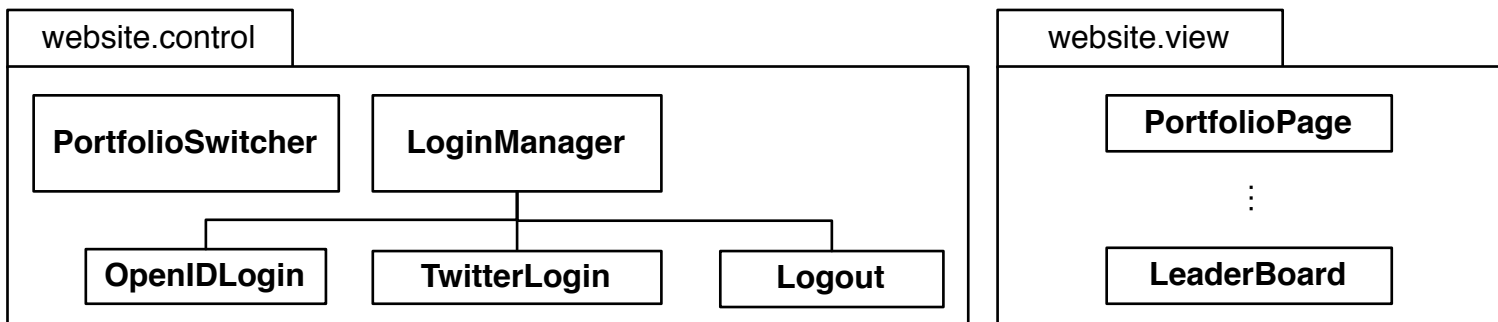 website.control
website.view
PortfolioSwitcher
LoginManager
PortfolioPage
⋮
OpenIDLogin
TwitterLogin
Logout
LeaderBoard